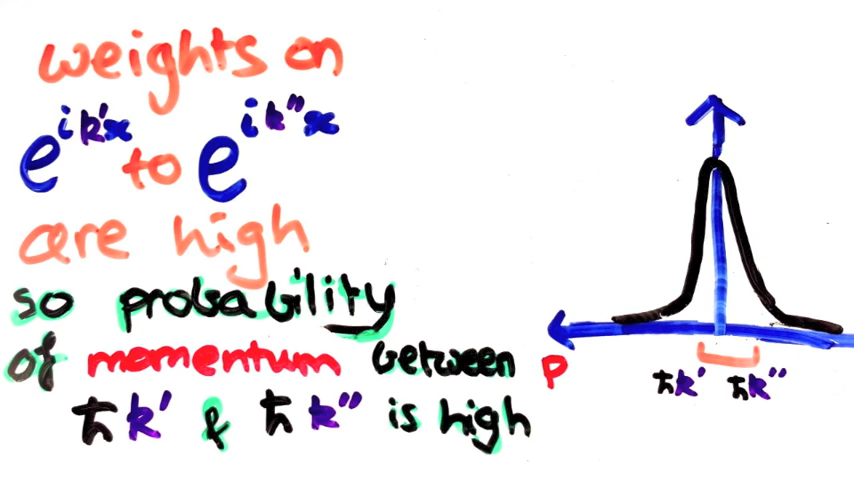 weights on
e^{ik'x} to e^{ik''x}
are high
so probability
of momentum between
ħk' & ħk'' is high
P
ħk' ħk''